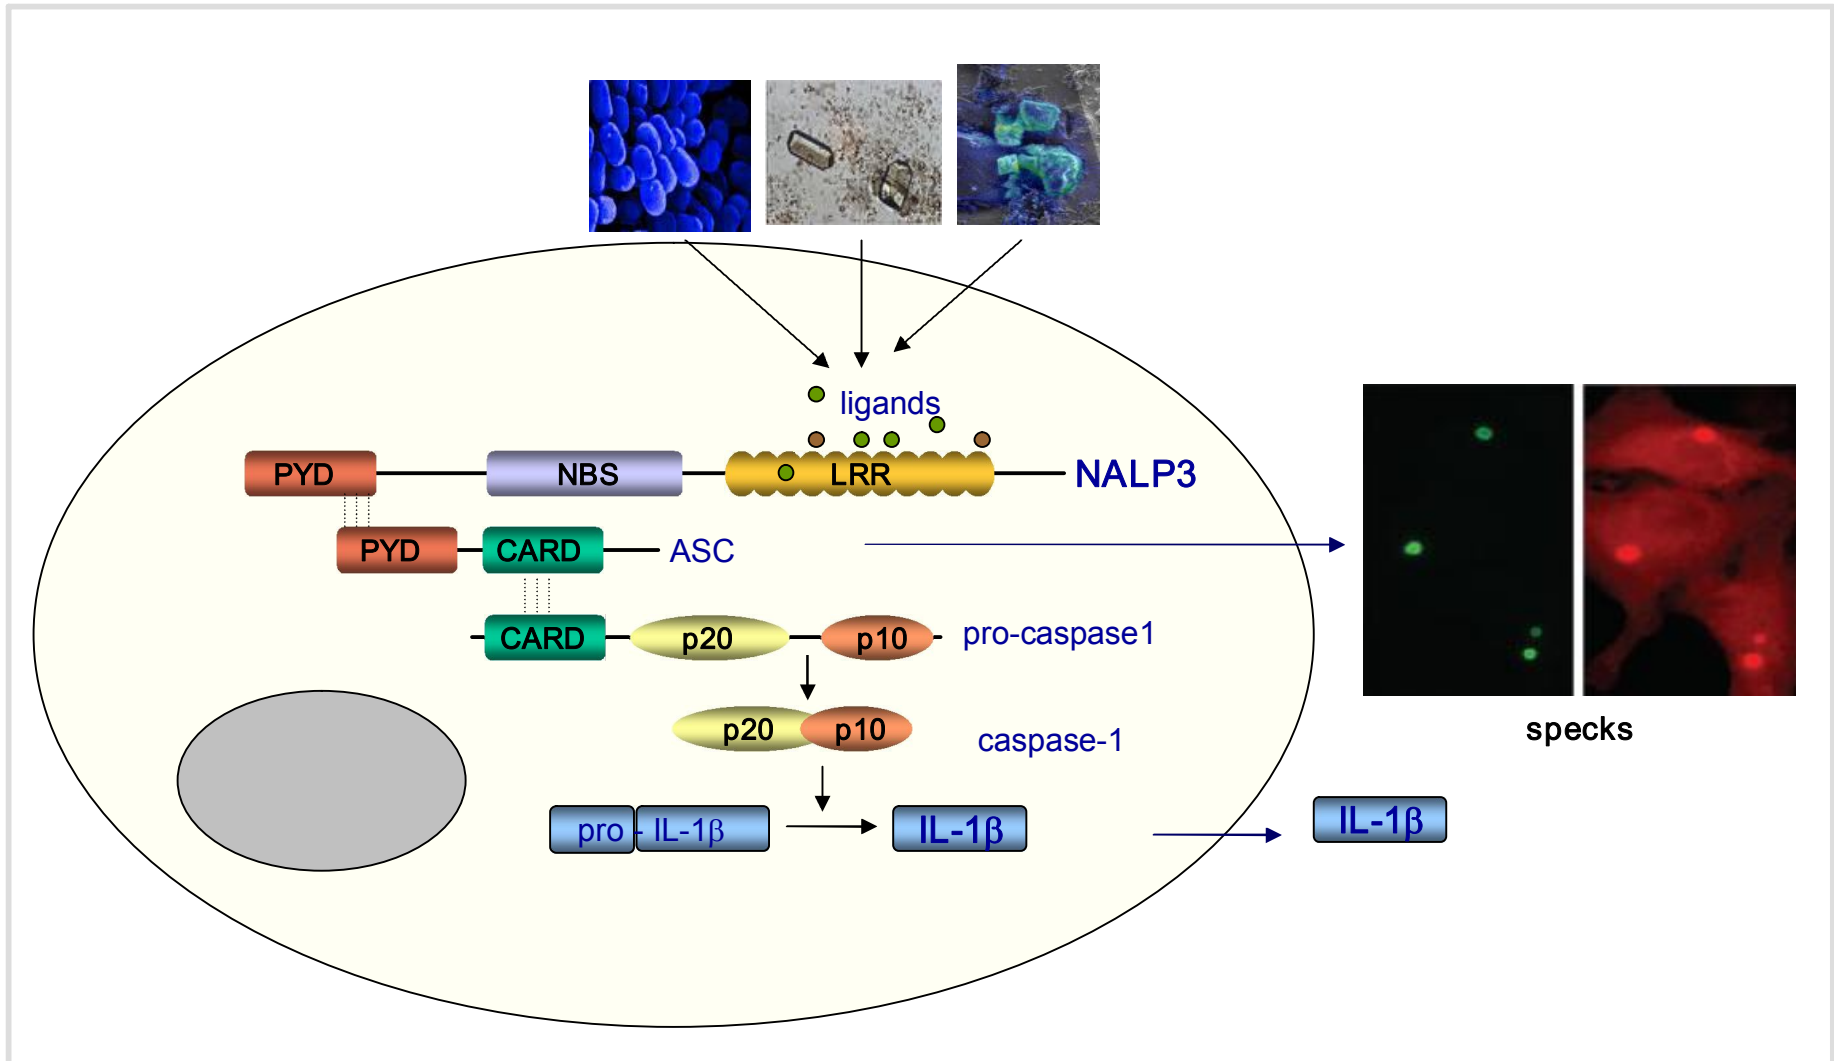 ligands
PYD NBS LRR NALP3
PYD CARD ASC
CARD p20 p10 pro-caspase1
p20 p10 caspase-1
specks
pro - IL-1β IL-1β IL-1β